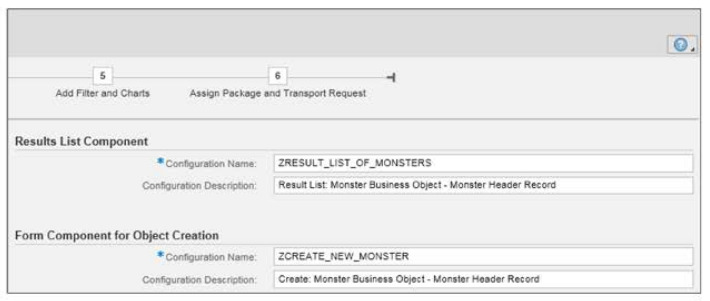 5 6
Add Filter and Charts Assign Package and Transport Request
Results List Component
* Configuration Name: ZRESULT_LIST_OF_MONSTERS
Configuration Description: Result List: Monster Business Object - Monster Header Record
Form Component for Object Creation
* Configuration Name: ZCREATE_NEW_MONSTER
Configuration Description: Create: Monster Business Object - Monster Header Record